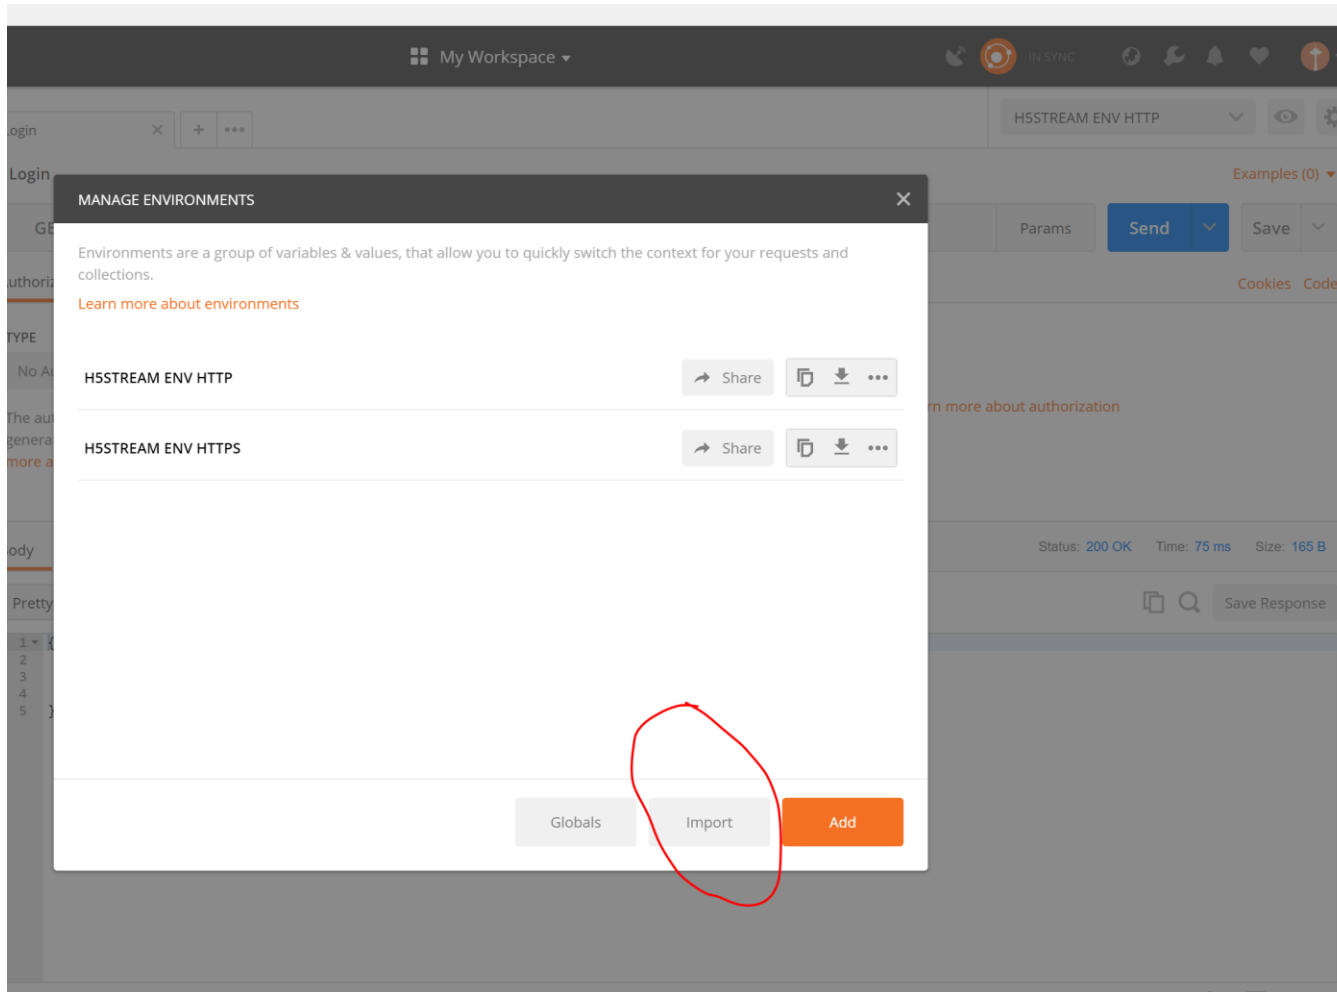 My Workspace
IN SYNC
H5STREAM ENV HTTP
Login
Examples (0)
MANAGE ENVIRONMENTS
Params
Send
Save
Environments are a group of variables & values, that allow you to quickly switch the context for your requests and
collections.
Cookies Code
Learn more about environments
TYPE
H5STREAM ENV HTTP
Share
No
more about authorization
The
H5STREAM ENV HTTPS
Share
more
Status: 200 OK Time: 75 ms Size: 165 B
Pretty
Save Response
1 {
2
3
4
5 }
Globals
Import
Add